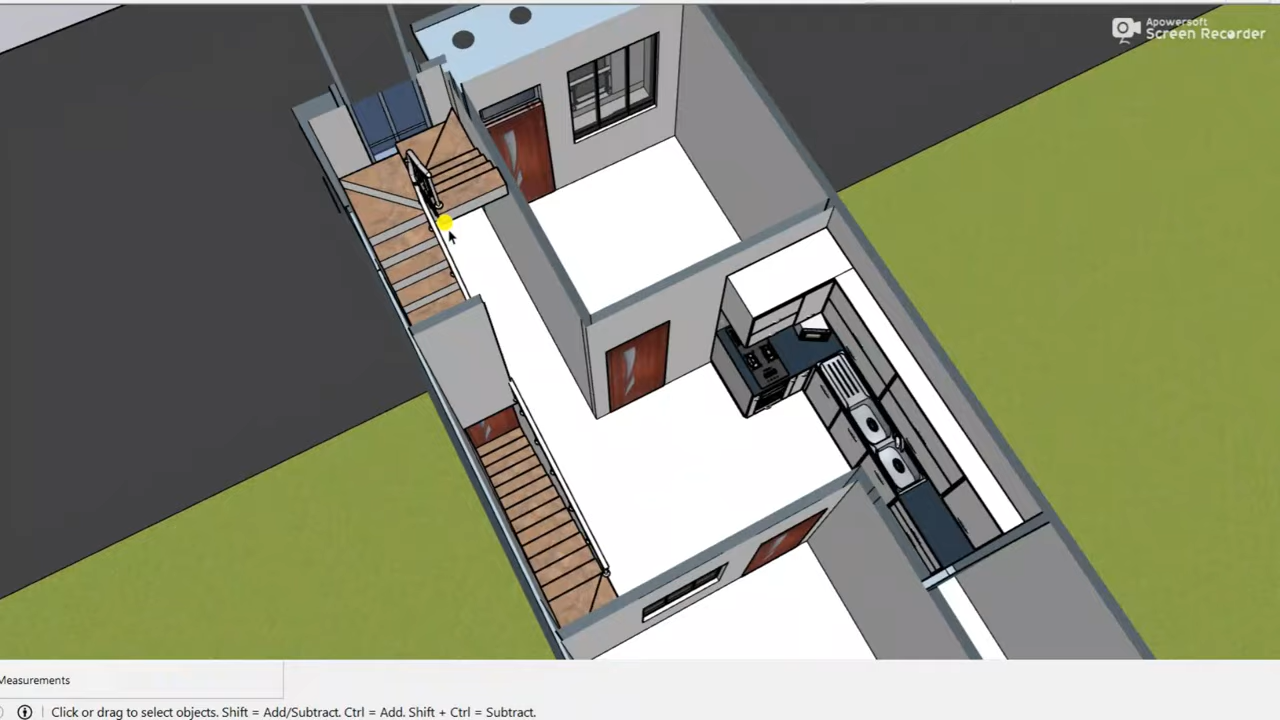 Apowersoft
Screen Recorder
Measurements
Click or drag to select objects. Shift = Add/Subtract. Ctrl = Add. Shift + Ctrl = Subtract.